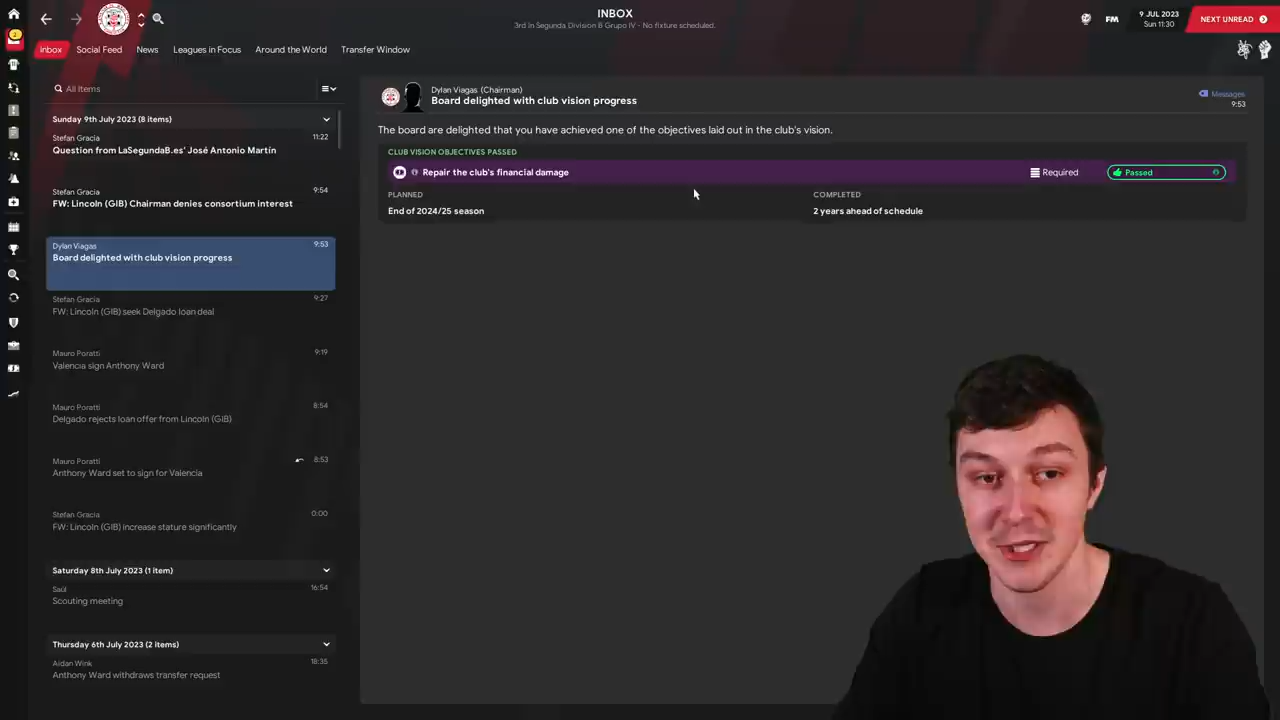 INBOX
3rd in Segunda División B Grupo IV - No fixture scheduled.
FM
9 JUL 2023
Sun 11:30
NEXT UNREAD
2
Inbox
Social Feed
News
Leagues in Focus
Around the World
Transfer Window
All Items
Sunday 9th July 2023 (8 items)
Stefan Gracia
11:22
Question from LaSegundaB.es' José Antonio Martín
Stefan Gracia
9:54
FW: Lincoln (GIB) Chairman denies consortium interest
Dylan Viagas
9:53
Board delighted with club vision progress
Stefan Gracia
9:27
FW: Lincoln (GIB) seek Delgado loan deal
Mauro Poratti
9:19
Valencia sign Anthony Ward
Mauro Poratti
8:54
Delgado rejects loan offer from Lincoln (GIB)
Mauro Poratti
8:53
Anthony Ward set to sign for Valencia
Stefan Gracia
0:00
FW: Lincoln (GIB) increase stature significantly
Saturday 8th July 2023 (1 item)
Saúl
16:54
Scouting meeting
Thursday 6th July 2023 (2 items)
Aidan Wink
18:35
Anthony Ward withdraws transfer request
Dylan Viagas (Chairman)
Board delighted with club vision progress
Messages
9:53
The board are delighted that you have achieved one of the objectives laid out in the club's vision.
CLUB VISION OBJECTIVES PASSED
Repair the club's financial damage
Required
Passed
PLANNED
COMPLETED
End of 2024/25 season
2 years ahead of schedule